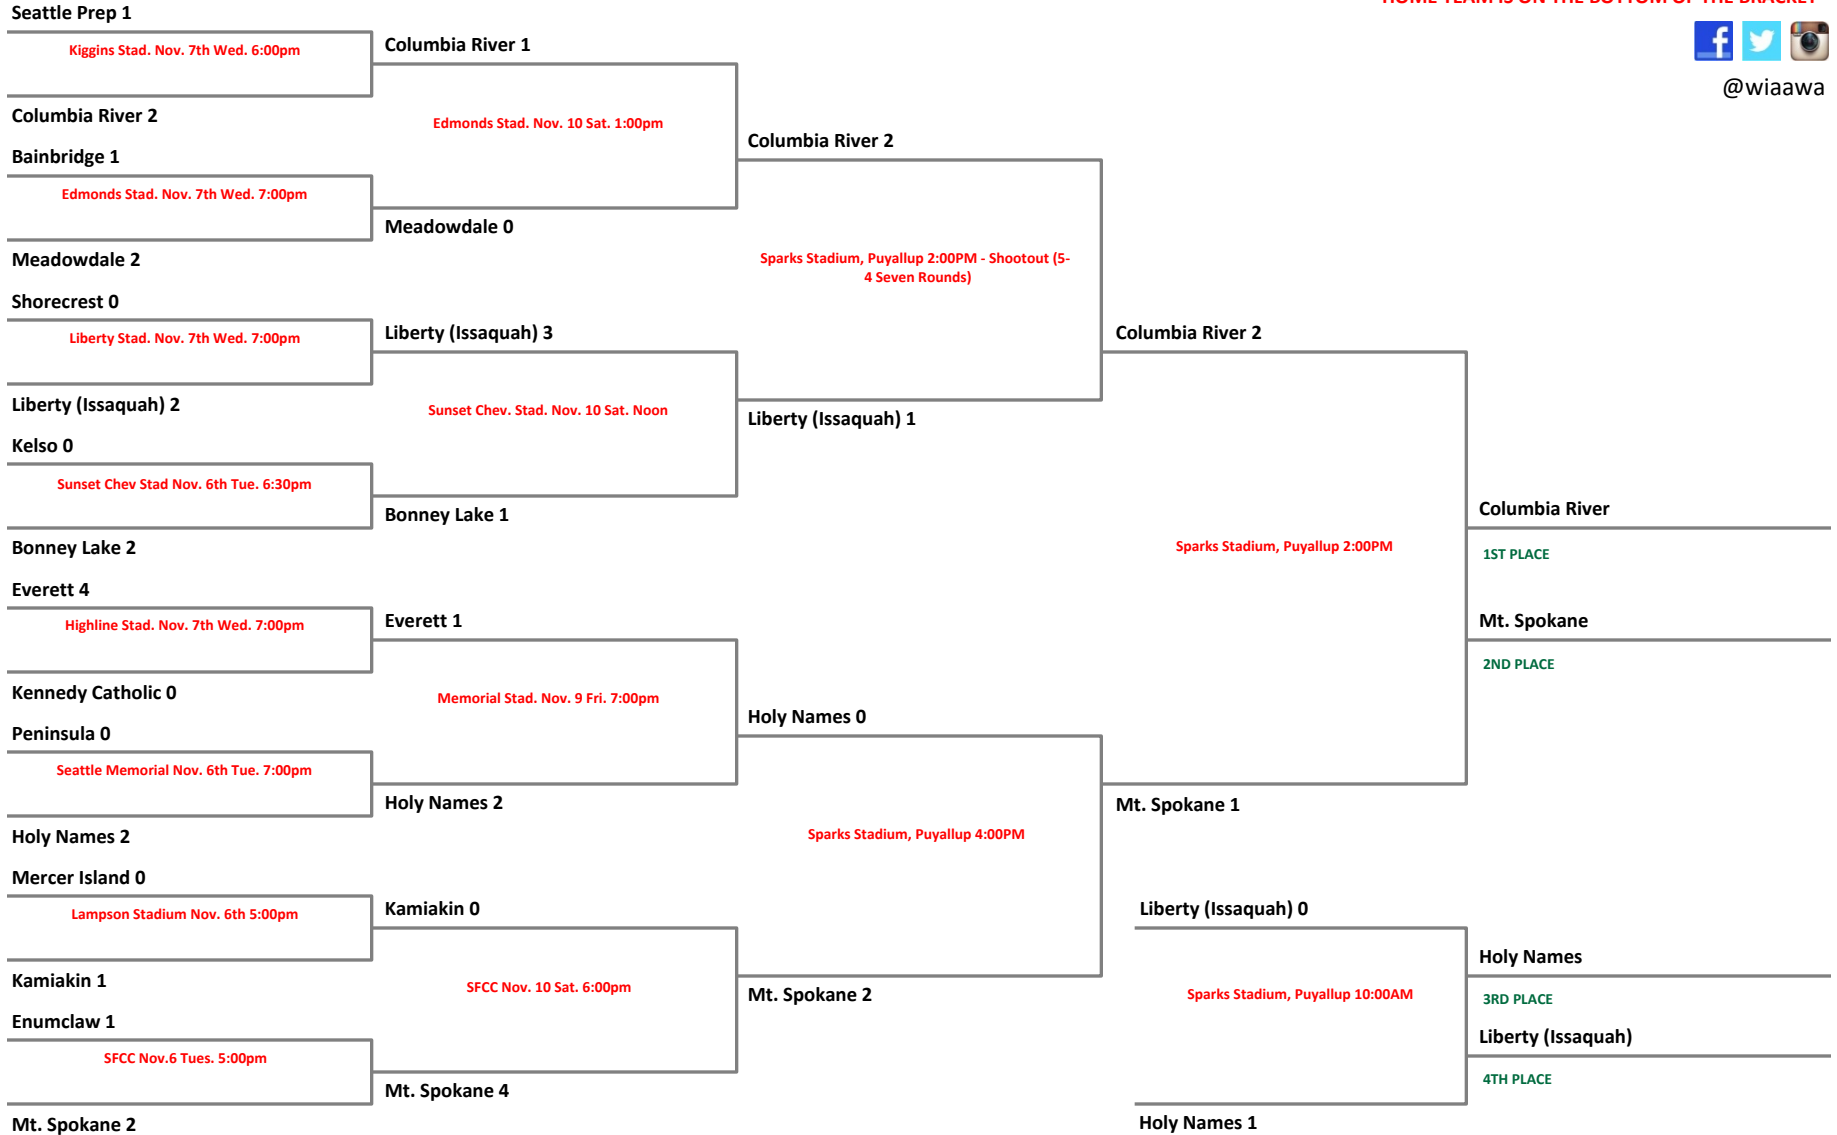 HOME TEAM IS ON THE BOTTOM OF THE BRACKET
@wiaawa
Seattle Prep 1
Kiggins Stad. Nov. 7th Wed. 6:00pm
Columbia River 2
Bainbridge 1
Edmonds Stad. Nov. 7th Wed. 7:00pm
Meadowdale 2
Shorecrest 0
Liberty Stad. Nov. 7th Wed. 7:00pm
Liberty (Issaquah) 2
Kelso 0
Sunset Chev Stad Nov. 6th Tue. 6:30pm
Bonney Lake 2
Everett 4
Highline Stad. Nov. 7th Wed. 7:00pm
Kennedy Catholic 0
Peninsula 0
Seattle Memorial Nov. 6th Tue. 7:00pm
Holy Names 2
Mercer Island 0
Lampson Stadium Nov. 6th 5:00pm
Kamiakin 1
Enumclaw 1
SFCC Nov.6 Tues. 5:00pm
Mt. Spokane 2
Columbia River 1
Edmonds Stad. Nov. 10 Sat. 1:00pm
Meadowdale 0
Liberty (Issaquah) 3
Sunset Chev. Stad. Nov. 10 Sat. Noon
Bonney Lake 1
Everett 1
Memorial Stad. Nov. 9 Fri. 7:00pm
Holy Names 2
Kamiakin 0
SFCC Nov. 10 Sat. 6:00pm
Mt. Spokane 4
Columbia River 2
Sparks Stadium, Puyallup 2:00PM - Shootout (5-
4 Seven Rounds)
Liberty (Issaquah) 1
Holy Names 0
Sparks Stadium, Puyallup 4:00PM
Mt. Spokane 2
Columbia River 2
Sparks Stadium, Puyallup 2:00PM
Mt. Spokane 1
Liberty (Issaquah) 0
Sparks Stadium, Puyallup 10:00AM
Holy Names 1
Columbia River
1ST PLACE
Mt. Spokane
2ND PLACE
Holy Names
3RD PLACE
Liberty (Issaquah)
4TH PLACE